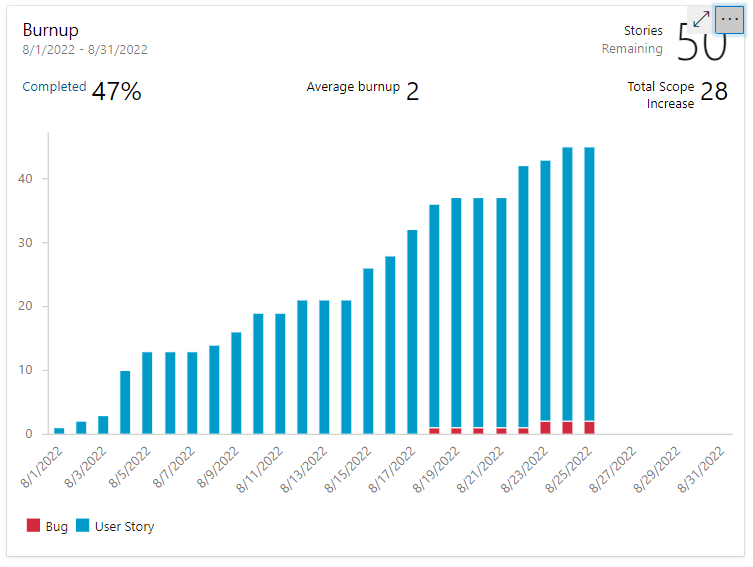 Burnup
8/1/2022 - 8/31/2022
Stories
Remaining
50
Completed 47%
Average burnup 2
Total Scope
Increase 28
40
30
20
10
0
8/1/2022
8/3/2022
8/5/2022
8/7/2022
8/9/2022
8/11/2022
8/13/2022
8/15/2022
8/17/2022
8/19/2022
8/21/2022
8/23/2022
8/25/2022
8/27/2022
8/29/2022
8/31/2022
Bug User Story